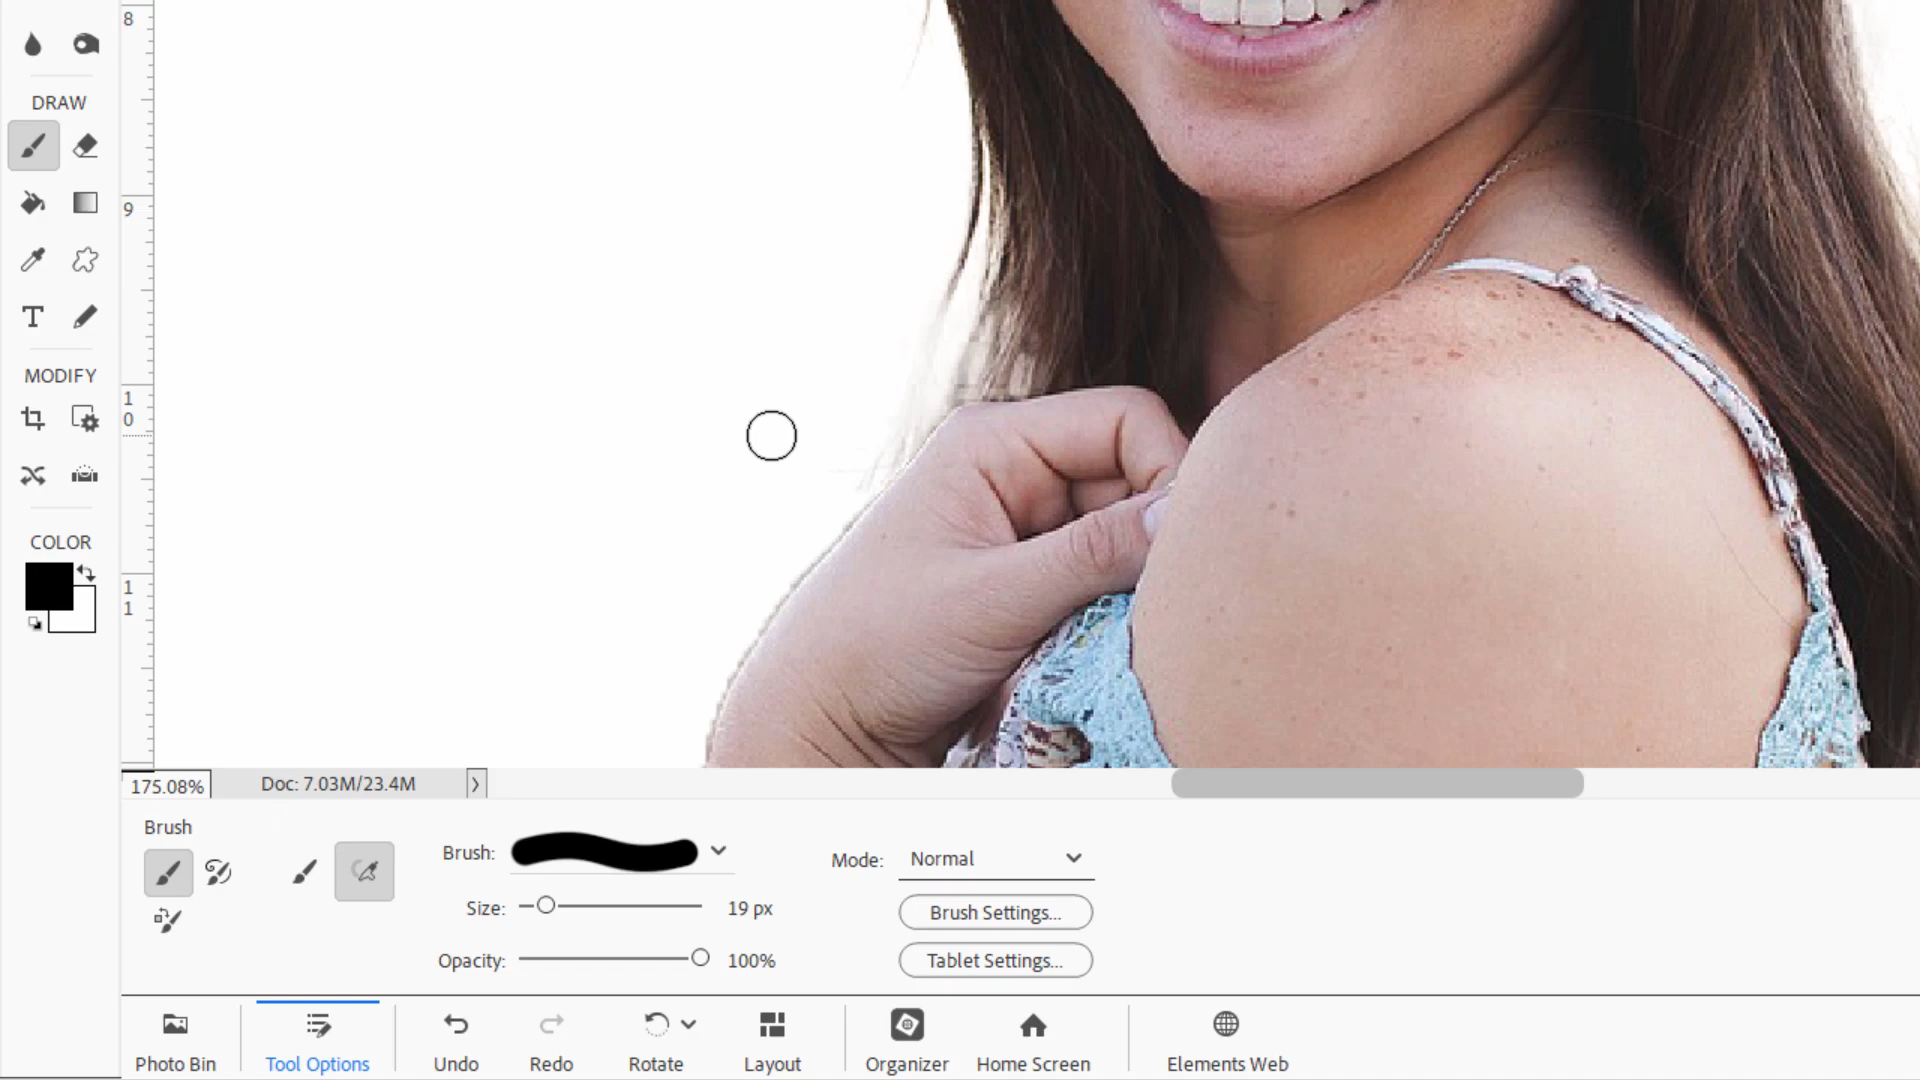 8
DRAW
9
T
MODIFY
1
0
COLOR
1
1
175.08%
Doc: 7.03M/23.4M
Brush
Brush:
Mode:
Normal
Size:
19 px
Brush Settings...
Opacity:
100%
Tablet Settings...
Photo Bin
Tool Options
Undo
Redo
Rotate
Layout
Organizer
Home Screen
Elements Web